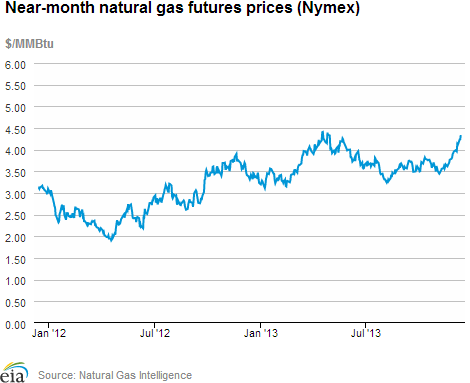 Near-month natural gas futures prices (Nymex)
$/MMBtu
6.00
5.50
5.00
4.50
4.00
3.50
3.00
2.50
2.00
1.50
1.00
0.50
0.00
Jan '12
Jul '12
Jan '13
Jul '13
eia
Source: Natural Gas Intelligence